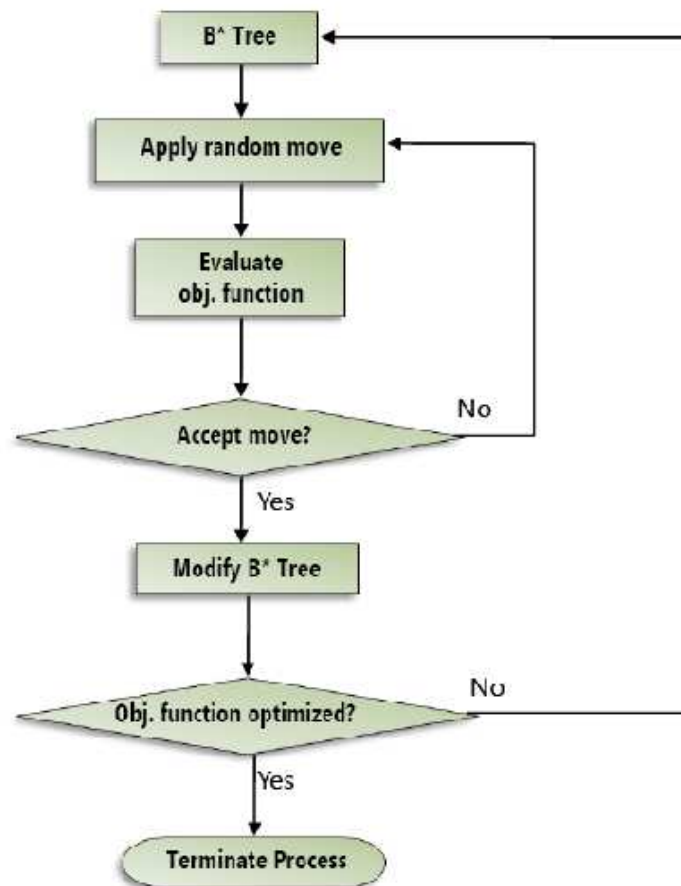 B* Tree
Apply random move
Evaluate
obj. function
Accept move?
No
Yes
Modify B* Tree
Obj. function optimized?
No
Yes
Terminate Process